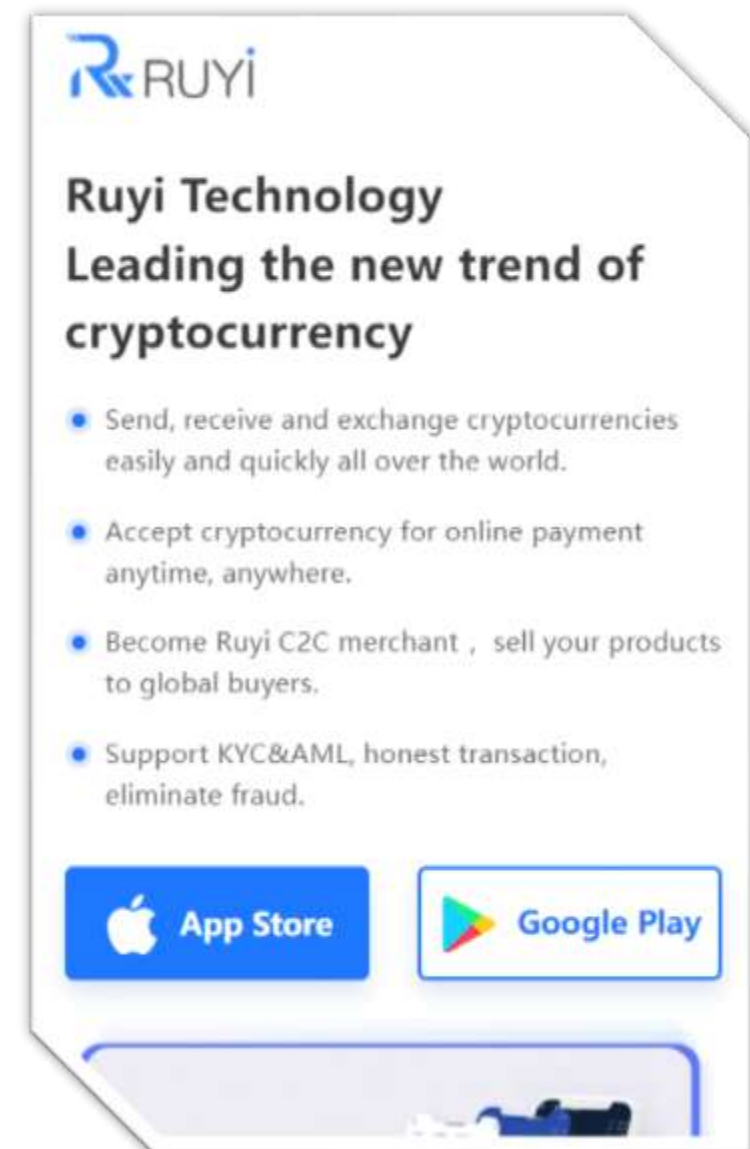 RUYi
Ruyi Technology
Leading the new trend of
cryptocurrency
Send, receive and exchange cryptocurrencies
easily and quickly all over the world.
Accept cryptocurrency for online payment
anytime, anywhere.
Become Ruyi C2C merchant， sell your products
to global buyers.
Support KYC&AML, honest transaction,
eliminate fraud.
App Store
Google Play